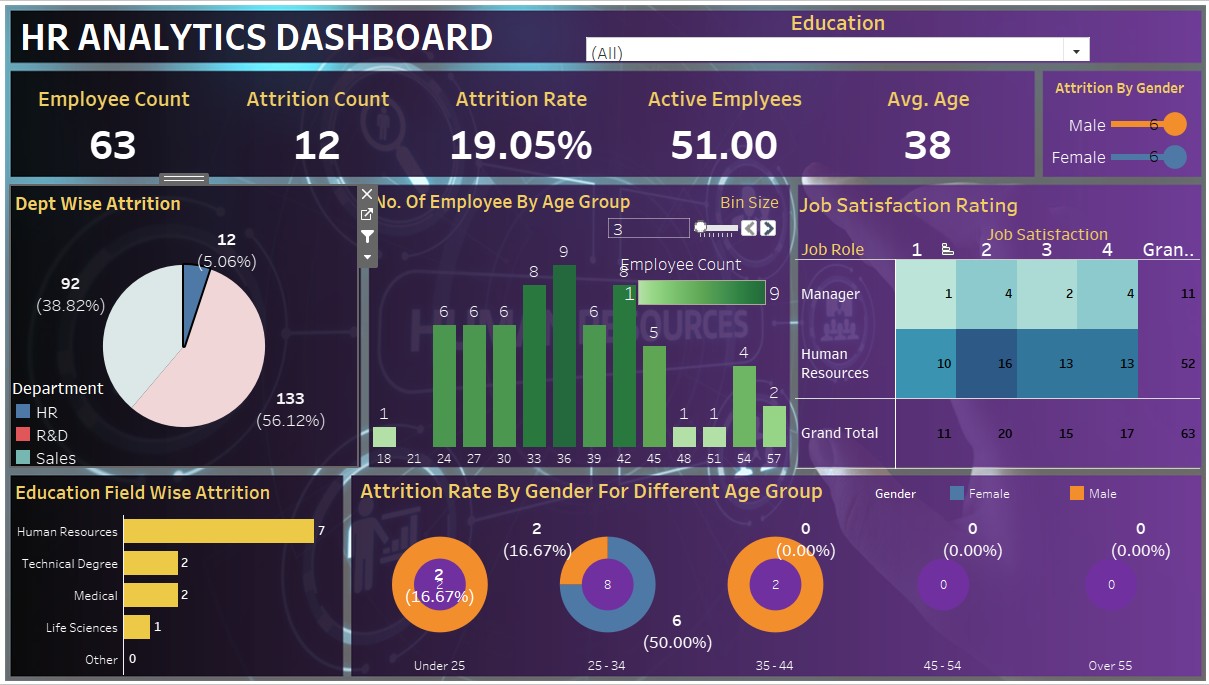 HR ANALYTICS DASHBOARD
Education
(All)
Employee Count
63
Attrition Count
12
Attrition Rate
19.05%
Active Emplyees
51.00
Avg. Age
38
Attrition By Gender
Male 6
Female 6
Dept Wise Attrition
12
(5.06%)
92
(38.82%)
133
(56.12%)
Department
HR
R&D
Sales
No. Of Employee By Age Group
Bin Size
3
Employee Count
1 9
1 6 6 6 8 9 6 8 5 1 1 4 2
18 21 24 27 30 33 36 39 42 45 48 51 54 57
HUMAN RESOURCES
Job Satisfaction Rating
Job Satisfaction
Job Role 1 2 3 4 Gran..
Manager 1 4 2 4 11
Human
Resources 10 16 13 13 52
Grand Total 11 20 15 17 63
Education Field Wise Attrition
Human Resources 7
Technical Degree 2
Medical 2
Life Sciences 1
Other 0
Attrition Rate By Gender For Different Age Group
Gender Female Male
2
2
(16.67%)
Under 25
2
(16.67%)
8
6
(50.00%)
25 - 34
0
(0.00%)
2
35 - 44
0
(0.00%)
0
45 - 54
0
(0.00%)
0
Over 55